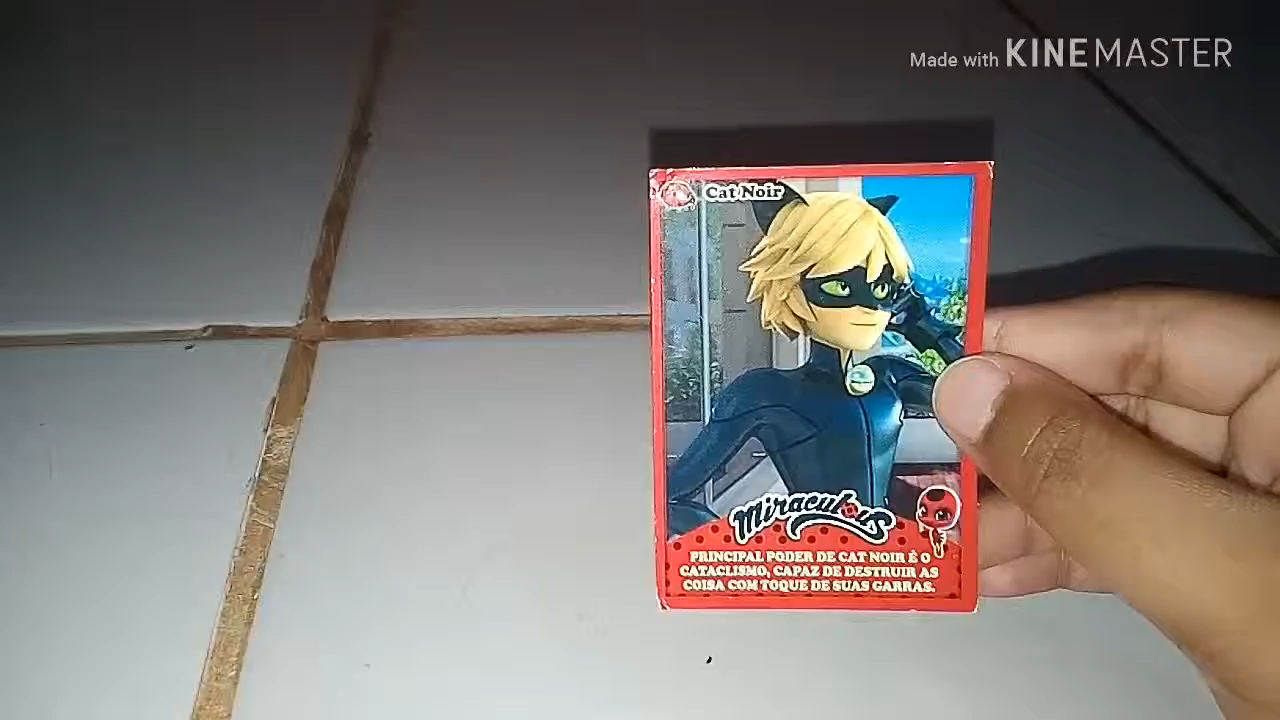 Made with KINEMASTER
Cat Noir
Miraculous
PRINCIPAL PODER DE CAT NOIR É O
CATACLISMO, CAPAZ DE DESTRUIR AS
COISA COM TOQUE DE SUAS GARRAS.